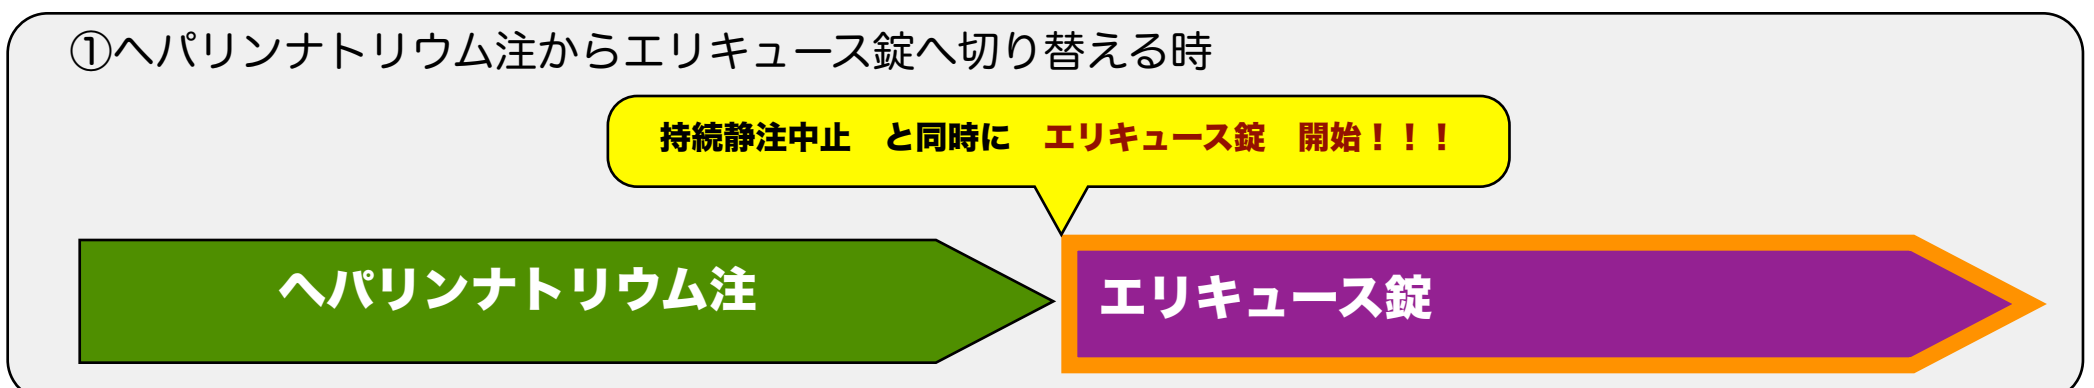 ①ヘパリンナトリウム注からエリキュース錠へ切り替える時
持続静注中止　と同時に　エリキュース錠　開始！！！
ヘパリンナトリウム注
エリキュース錠